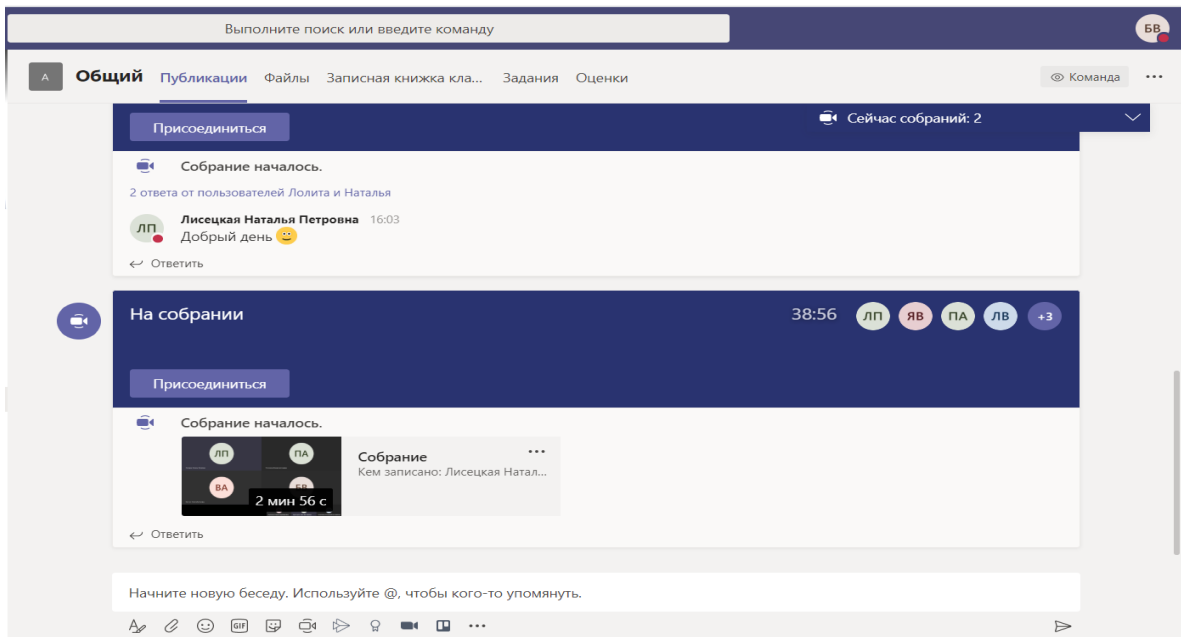 Выполните поиск или введите команду
БВ
А
Общий Публикации Файлы Записная книжка кла... Задания Оценки
Команда
Присоединиться
Сейчас собраний: 2
Собрание началось.
2 ответа от пользователей Лолита и Наталья
ЛП
Лисецкая Наталья Петровна 16:03
Добрый день
Ответить
На собрании
38:56 ЛП ЯВ ПА ЛВ +3
Присоединиться
Собрание началось.
ЛП ПА
ВА БВ
2 мин 56 с
Собрание
Кем записано: Лисецкая Натал...
Ответить
Начните новую беседу. Используйте @, чтобы кого-то упомянуть.
GIF